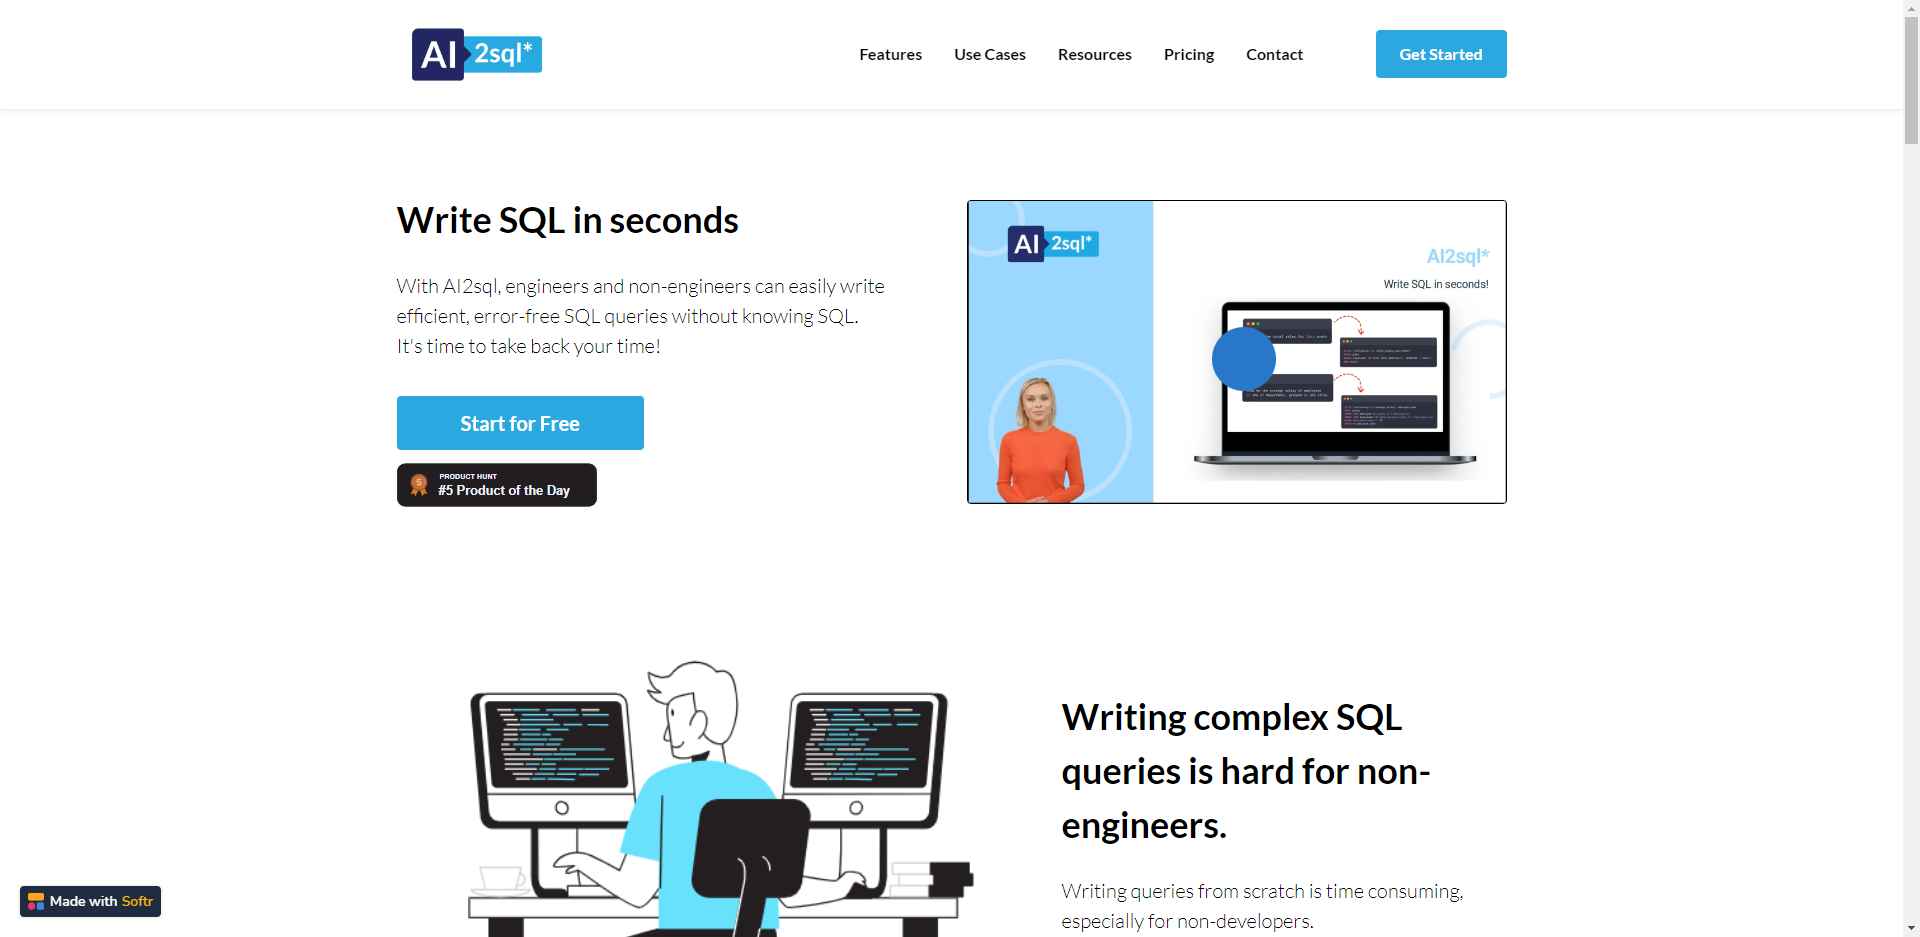 AI 2sql*
Features Use Cases Resources Pricing Contact Get Started
Write SQL in seconds
With AI2sql, engineers and non-engineers can easily write
efficient, error-free SQL queries without knowing SQL.
It's time to take back your time!
Start for Free
PRODUCT HUNT
#5 Product of the Day
AI 2sql*
AI2sql*
Write SQL in seconds!
Writing complex SQL
queries is hard for non-
engineers.
Writing queries from scratch is time consuming,
especially for non-developers.
Made with Softr